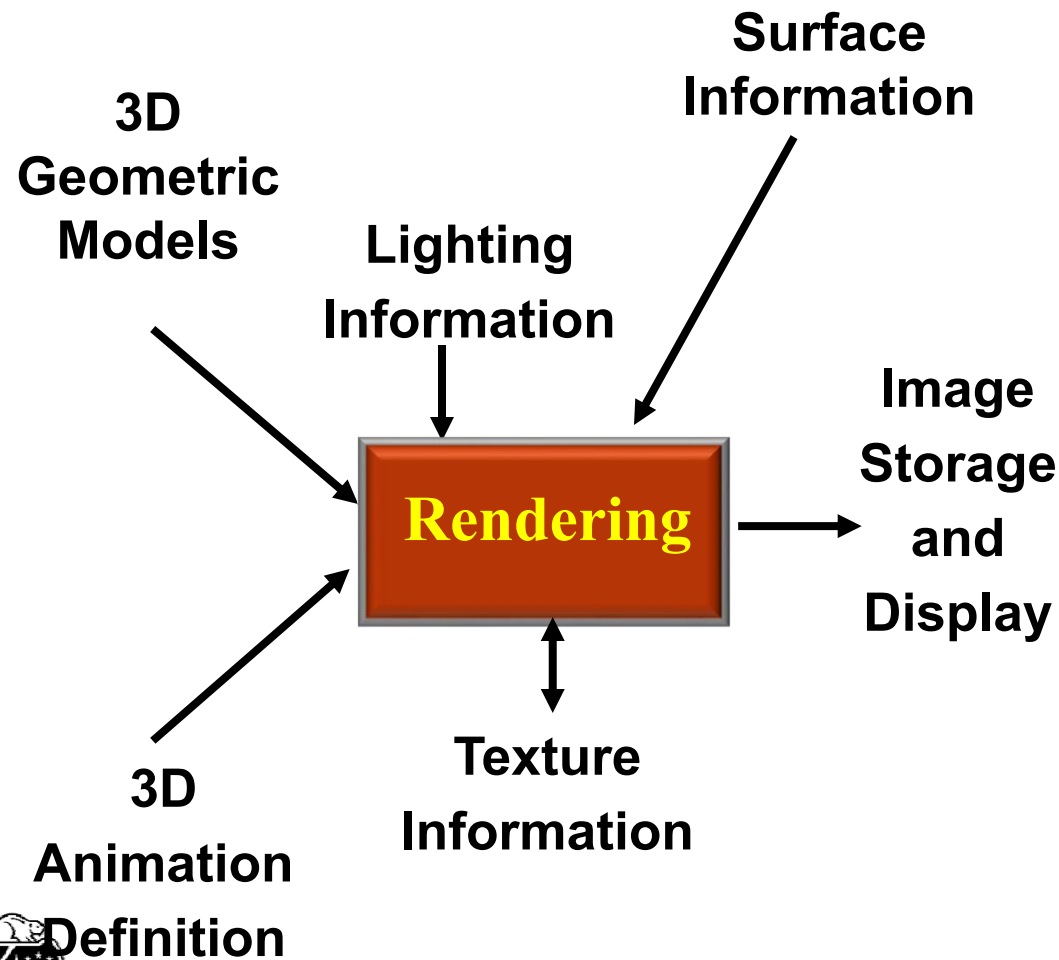 Surface
Information
3D
Geometric
Models
Lighting
Information
Image
Storage
and
Display
Rendering
Texture
Information
3D
Animation
Definition